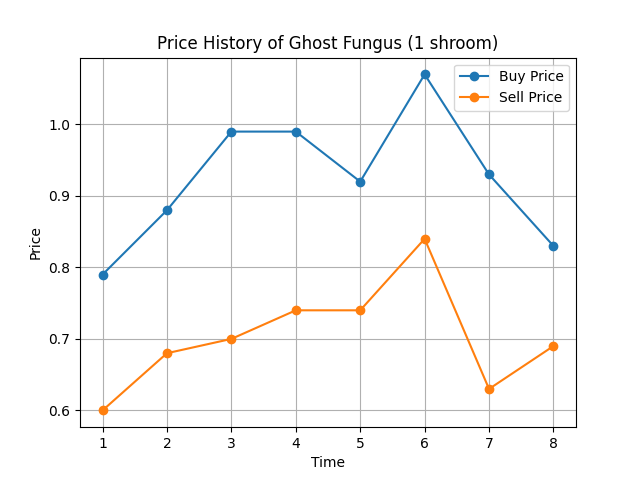 Price History of Ghost Fungus (1 shroom)
Buy Price
Sell Price
Price
1.0
0.9
0.8
0.7
0.6
1 2 3 4 5 6 7 8
Time